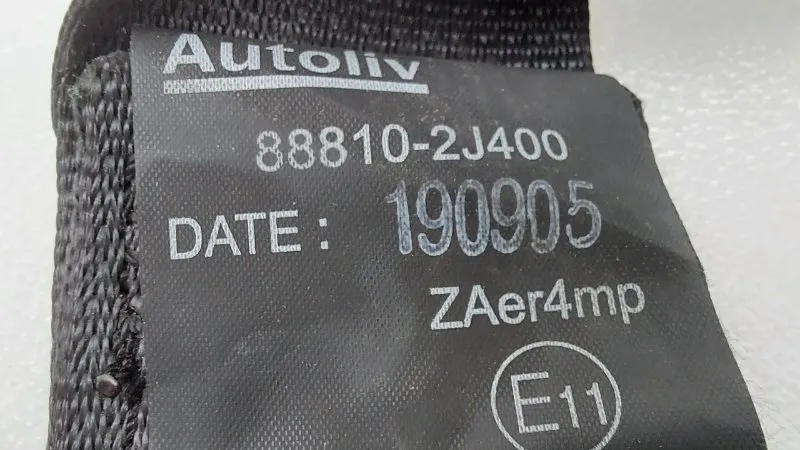 Autoliv
88810-2J400
DATE : 190905
ZAer4mp
E11